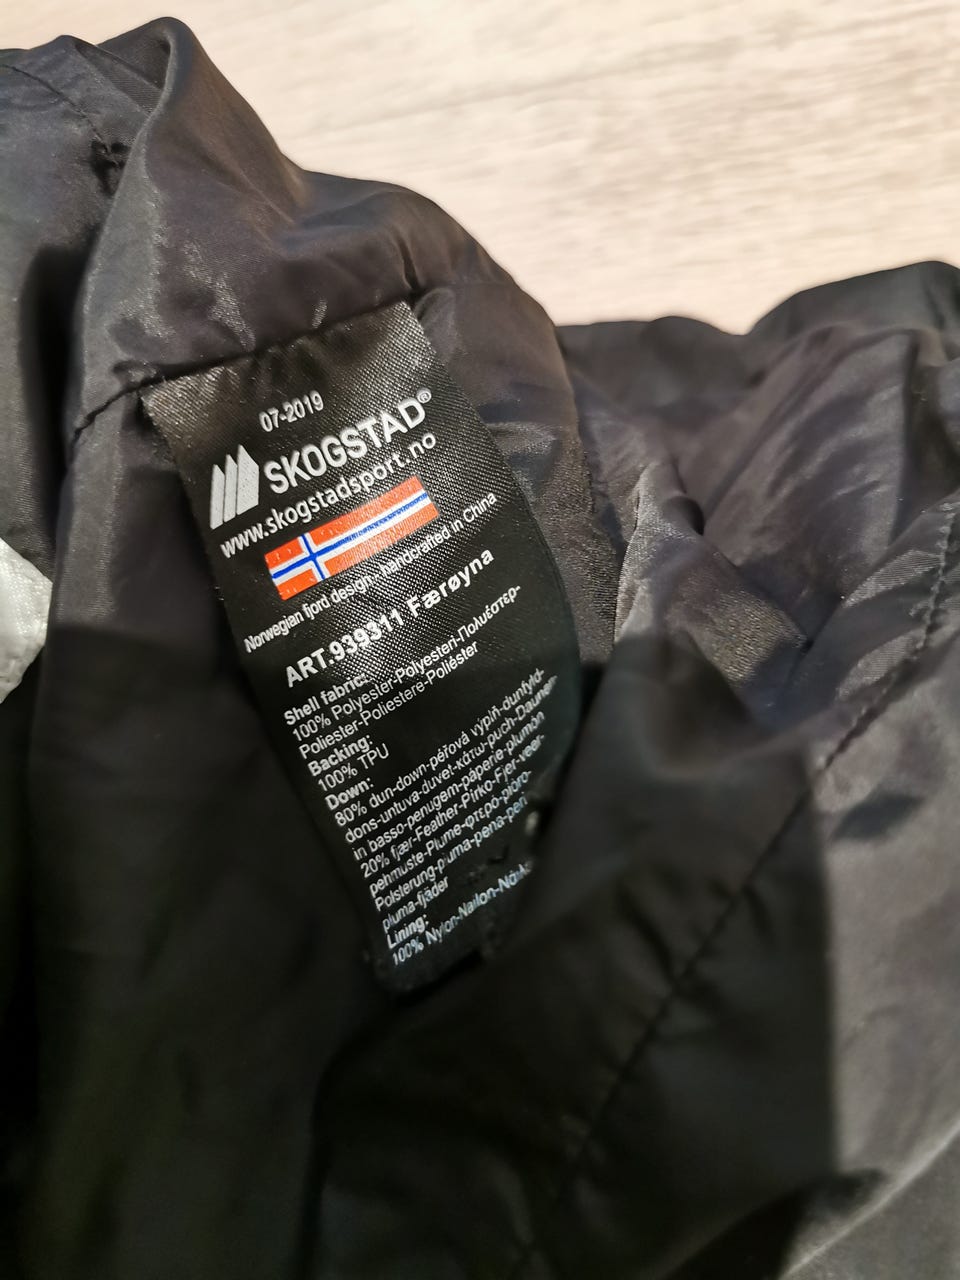 07-2019
SKOGSTAD®
www.skogstadsport.no
Norwegian fjord design, handcrafted in China
ART.939311 Færøyna
Shell fabric:
100% Polyester-Polyesteri-Πολυέστερ-
Poliester-Poliestere-Poliéster
Backing:
100% TPU
Down:
80% dun-down-péřová výplň-dunfyld-
dons-untuva-duvet-κάτω-puch-Daunen-
in basso-penugem-páperie-plumón
20% fjær-Feather-Pírko-Fjer-veer-
pehmuste-Plume-φτερό-pióro-
Polsterung-piuma-pena-peri
pluma-fjäder
Lining:
100% Nylon-Nailon-